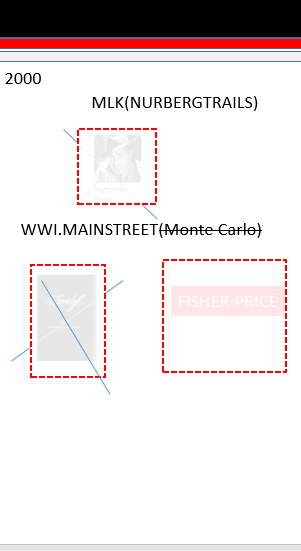 2000
MLK(NURBERGTRAILS)
WWI.MAINSTREET(Monte Carlo)
FISHER-PRICE